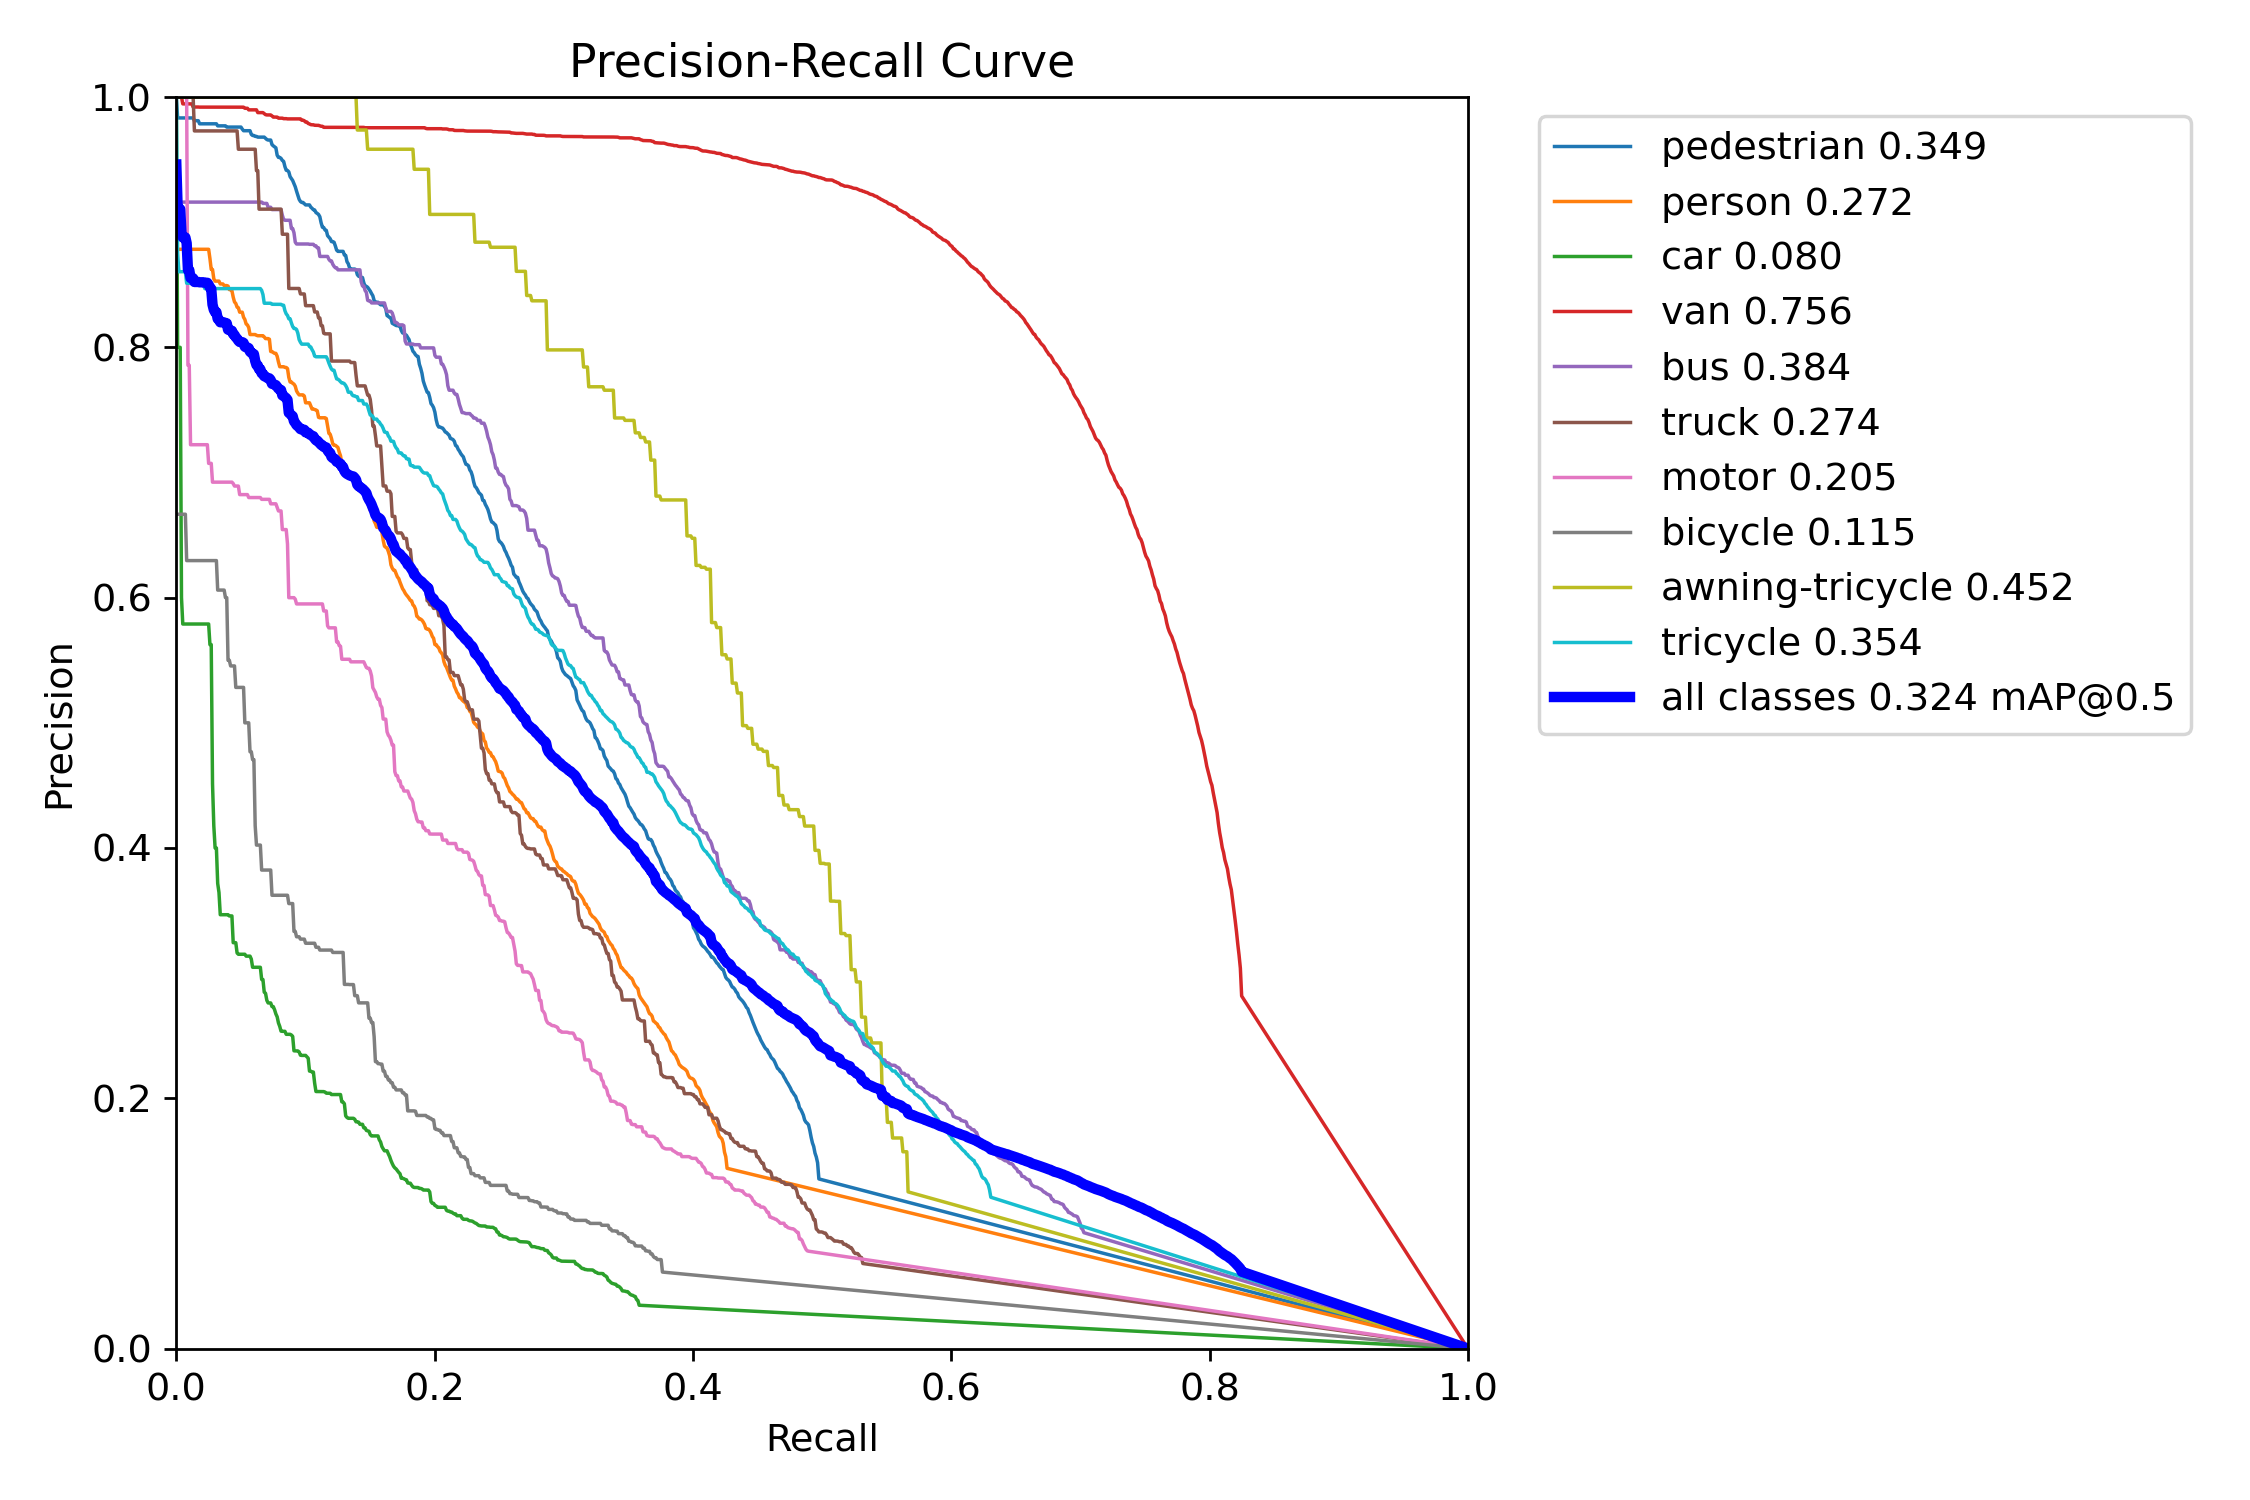 Precision-Recall Curve
1.0
0.8
0.6
0.4
0.2
0.0
Precision
0.0 0.2 0.4 0.6 0.8 1.0
Recall
pedestrian 0.349
person 0.272
car 0.080
van 0.756
bus 0.384
truck 0.274
motor 0.205
bicycle 0.115
awning-tricycle 0.452
tricycle 0.354
all classes 0.324 mAP@0.5